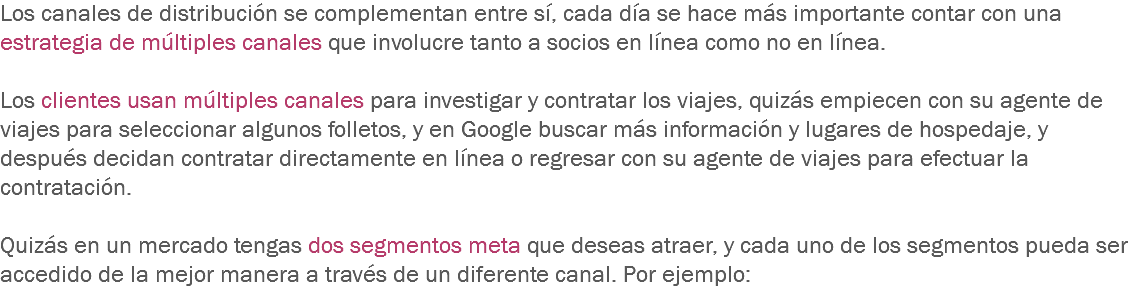 Los canales de distribución se complementan entre sí, cada día se hace más importante contar con una
estrategia de múltiples canales que involucre tanto a socios en línea como no en línea.
Los clientes usan múltiples canales para investigar y contratar los viajes, quizás empiecen con su agente de
viajes para seleccionar algunos folletos, y en Google buscar más información y lugares de hospedaje, y
después decidan contratar directamente en línea o regresar con su agente de viajes para efectuar la
contratación.
Quizás en un mercado tengas dos segmentos meta que deseas atraer, y cada uno de los segmentos pueda ser
accedido de la mejor manera a través de un diferente canal. Por ejemplo: